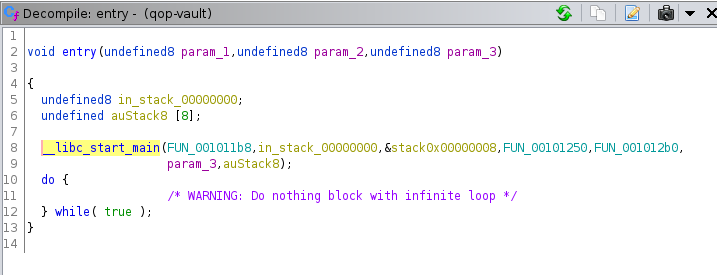 Decompile: entry - (qop-vault)
1
2 void entry(undefined8 param_1,undefined8 param_2,undefined8 param_3)
3
4 {
5 undefined8 in_stack_00000000;
6 undefined auStack8 [8];
7
8 __libc_start_main(FUN_001011b8,in_stack_00000000,&stack0x00000008,FUN_00101250,FUN_001012b0,
9 param_3,auStack8);
10 do {
11 /* WARNING: Do nothing block with infinite loop */
12 } while( true );
13 }
14